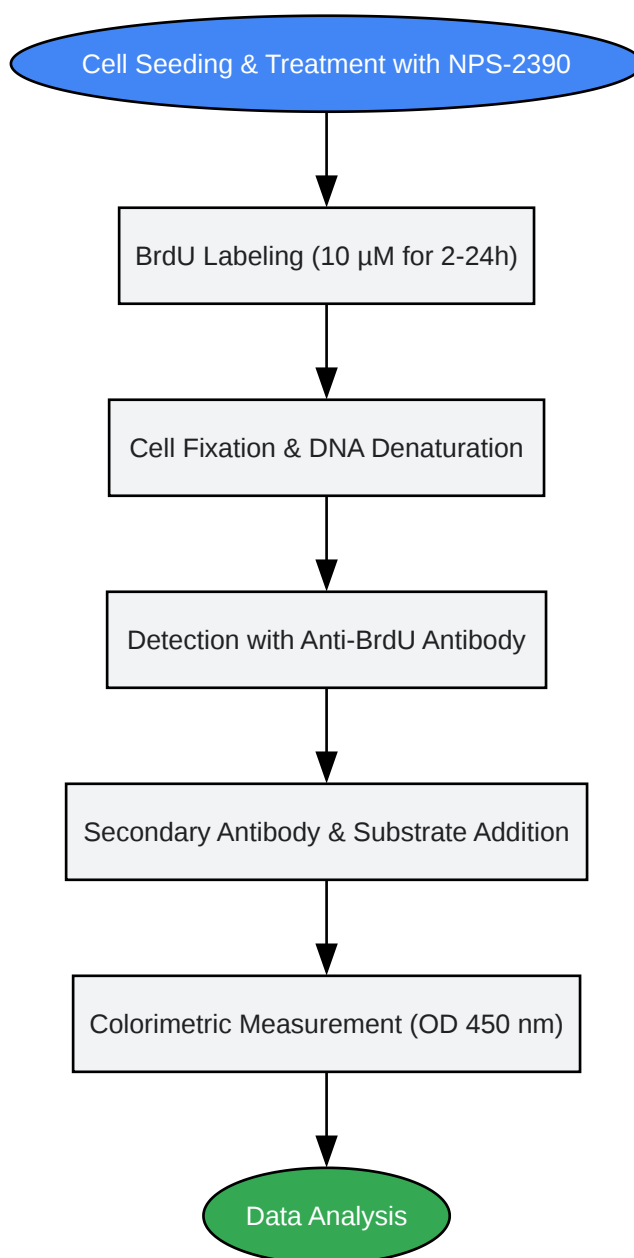 Cell Seeding & Treatment with NPS-2390
BrdU Labeling (10 µM for 2-24h)
Cell Fixation & DNA Denaturation
Detection with Anti-BrdU Antibody
Secondary Antibody & Substrate Addition
Colorimetric Measurement (OD 450 nm)
Data Analysis